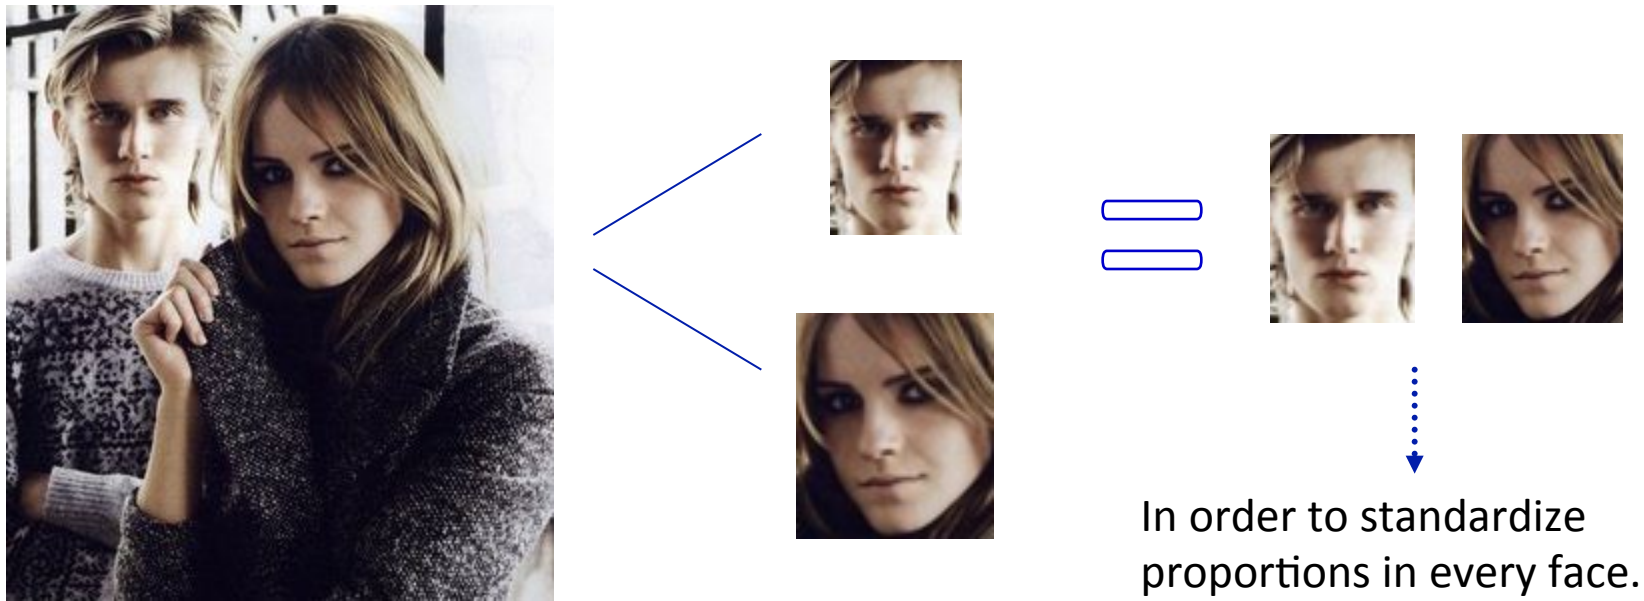 In order to standardize
proportions in every face.